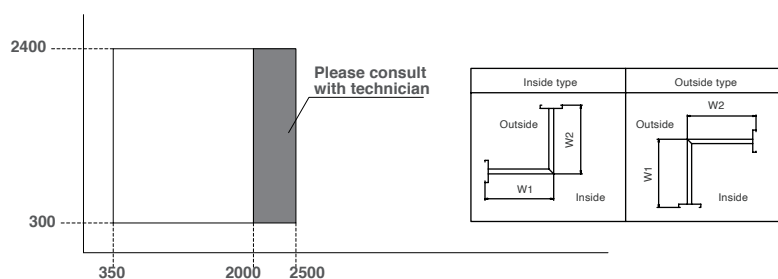 2400
Please consult
with technician
300
350
2000
2500
Inside type
Outside type
Outside
W2
W1
Inside
Outside
W2
W1
Inside